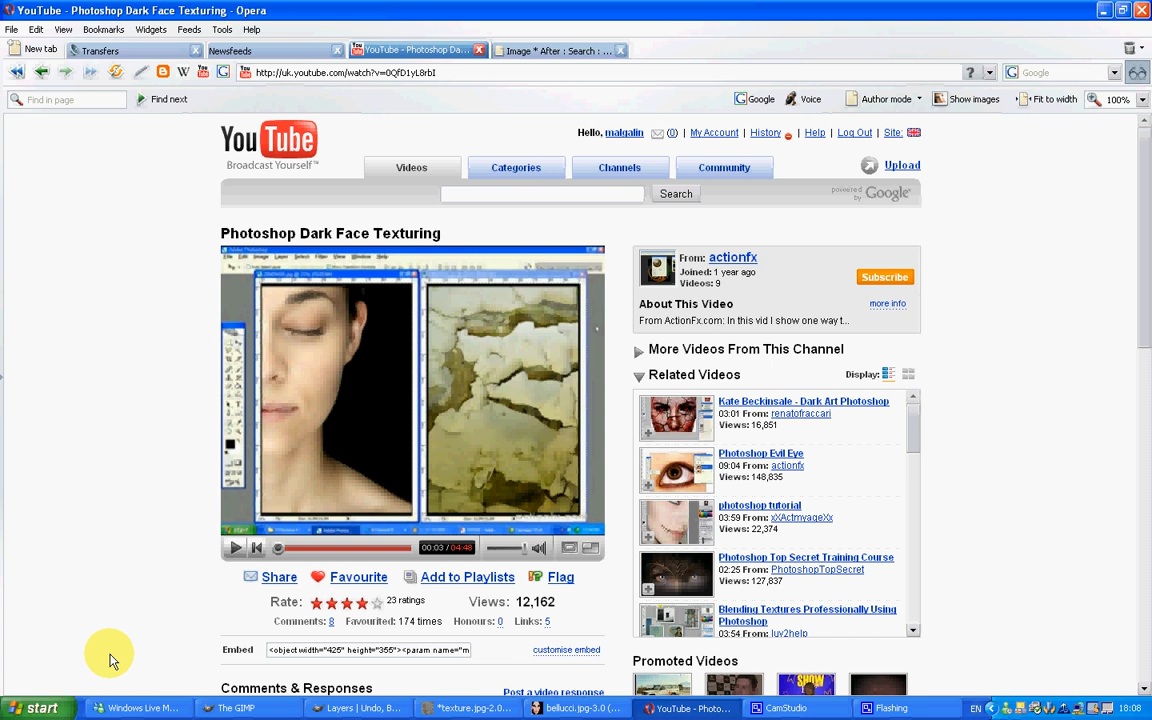 YouTube - Photoshop Dark Face Texturing - Opera
File Edit View Bookmarks Widgets Feeds Tools Help
New tab Transfers Newsfeeds YouTube - Photoshop Da... Image * After : Search : ...
http://uk.youtube.com/watch?v=0QfD1yL8rbI ? Google
Find in page Find next Google Voice Author mode Show images Fit to width 100%
You Tube
Broadcast Yourself™
Hello, malgalin (0) | My Account | History | Help | Log Out | Site:
Videos Categories Channels Community Upload
Search powered by Google
Photoshop Dark Face Texturing
From: actionfx
Joined: 1 year ago
Videos: 9
Subscribe
About This Video more info
From ActionFx.com: In this vid I show one way t...
More Videos From This Channel
Related Videos Display:
Kate Beckinsale - Dark Art Photoshop
03:01 From: renatofraccari
Views: 16,851
Photoshop Evil Eye
09:04 From: actionfx
Views: 148,835
photoshop tutorial
03:59 From: xXActmyageXx
Views: 22,374
Photoshop Top Secret Training Course
02:25 From: PhotoshopTopSecret
Views: 127,837
Blending Textures Professionally Using
Photoshop
03:54 From: luv2help
00:03 / 04:48
Share Favourite Add to Playlists Flag
Rate: 23 ratings Views: 12,162
Comments: 8 Favourited: 174 times Honours: 0 Links: 5
Embed <object width="425" height="355"><param name="m customise embed
Promoted Videos
Comments & Responses Post a video response
start Windows Live M... The GIMP Layers | Undo, B... *texture.jpg-2.0... bellucci.jpg-3.0 (... YouTube - Photo... CamStudio Flashing EN 18:08